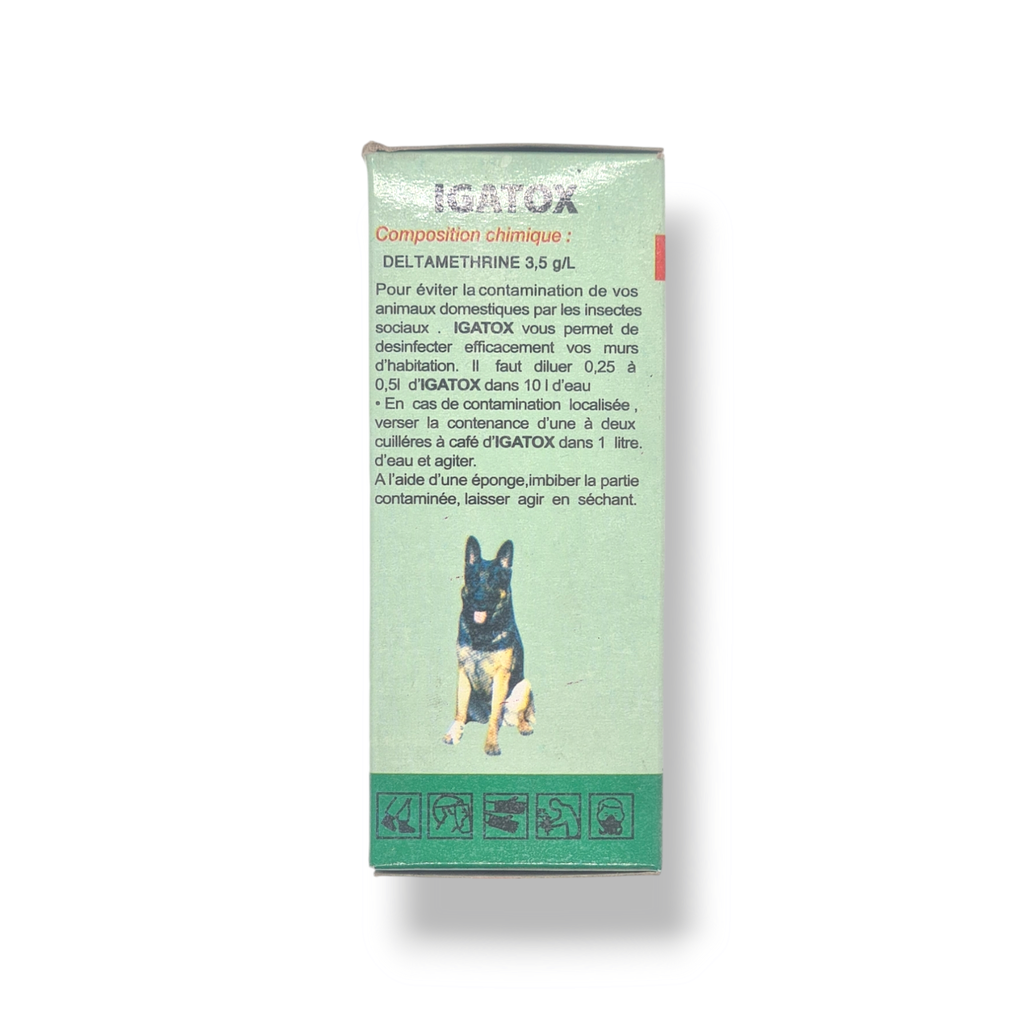 IGATOX
Composition chimique :
DELTAMETHRINE 3,5 g/L
Pour éviter la contamination de vos
animaux domestiques par les insectes
sociaux . IGATOX vous permet de
desinfecter efficacement vos murs
d'habitation. Il faut diluer 0,25 à
0,5l d'IGATOX dans 10 l d'eau
• En cas de contamination localisée ,
verser la contenance d'une à deux
cuilléres à café d'IGATOX dans 1 litre.
d'eau et agiter.
A l'aide d'une éponge,imbiber la partie
contaminée, laisser agir en séchant.